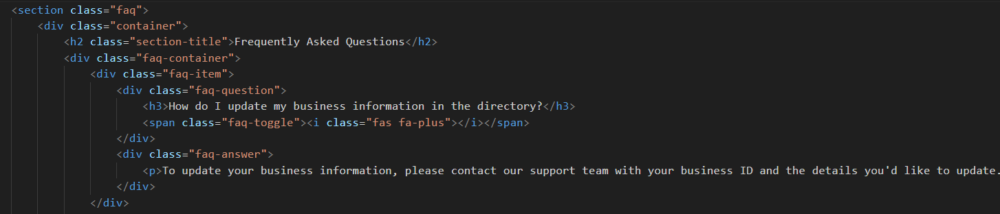 <section class="faq">
<div class="container">
<h2 class="section-title">Frequently Asked Questions</h2>
<div class="faq-container">
<div class="faq-item">
<div class="faq-question">
<h3>How do I update my business information in the directory?</h3>
<span class="faq-toggle"><i class="fas fa-plus"></i></span>
</div>
<div class="faq-answer">
<p>To update your business information, please contact our support team with your business ID and the details you'd like to update.
</div>
</div>